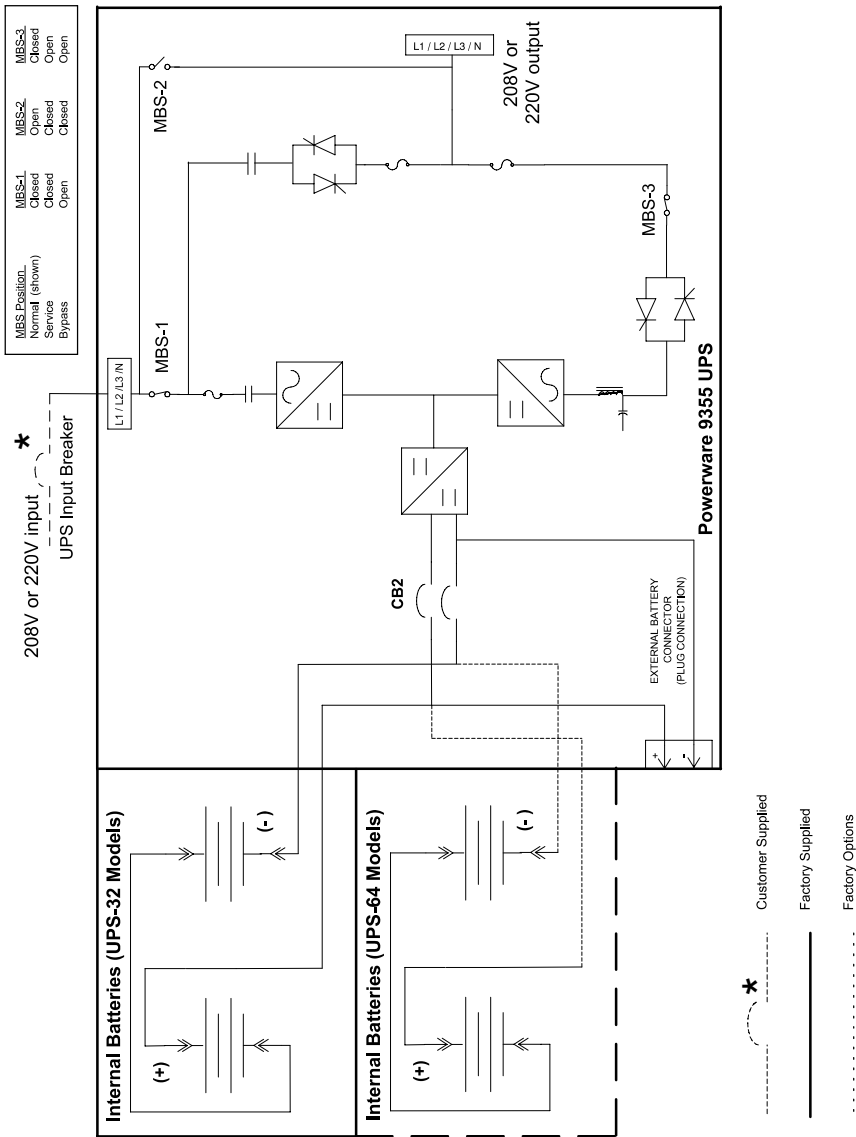 MBS Position MBS-1 MBS-2 MBS-3
Normal (shown) Closed Open Closed
Service Closed Closed Open
Bypass Open Closed Open
208V or 220V input
*
UPS Input Breaker
L1 / L2 /L3 /N
MBS-1
MBS-2
L1 / L2 / L3 / N
208V or
220V output
MBS-3
CB2
EXTERNAL BATTERY
CONNECTOR
(PLUG CONNECTION)
+
-
Powerware 9355 UPS
Internal Batteries (UPS-32 Models)
(+)
(-)
Internal Batteries (UPS-64 Models)
(+)
(-)
*
Customer Supplied
Factory Supplied
Factory Options